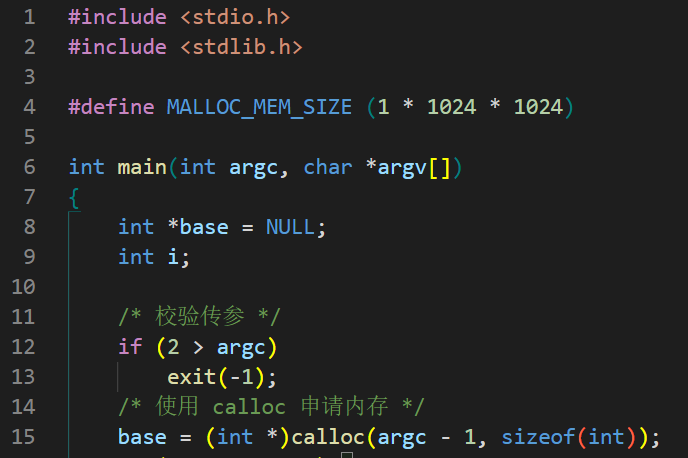 1 #include <stdio.h>
2 #include <stdlib.h>
3
4 #define MALLOC_MEM_SIZE (1 * 1024 * 1024)
5
6 int main(int argc, char *argv[])
7 {
8     int *base = NULL;
9     int i;
10
11     /* 校验传参 */
12     if (2 > argc)
13         exit(-1);
14     /* 使用 calloc 申请内存 */
15     base = (int *)calloc(argc - 1, sizeof(int));